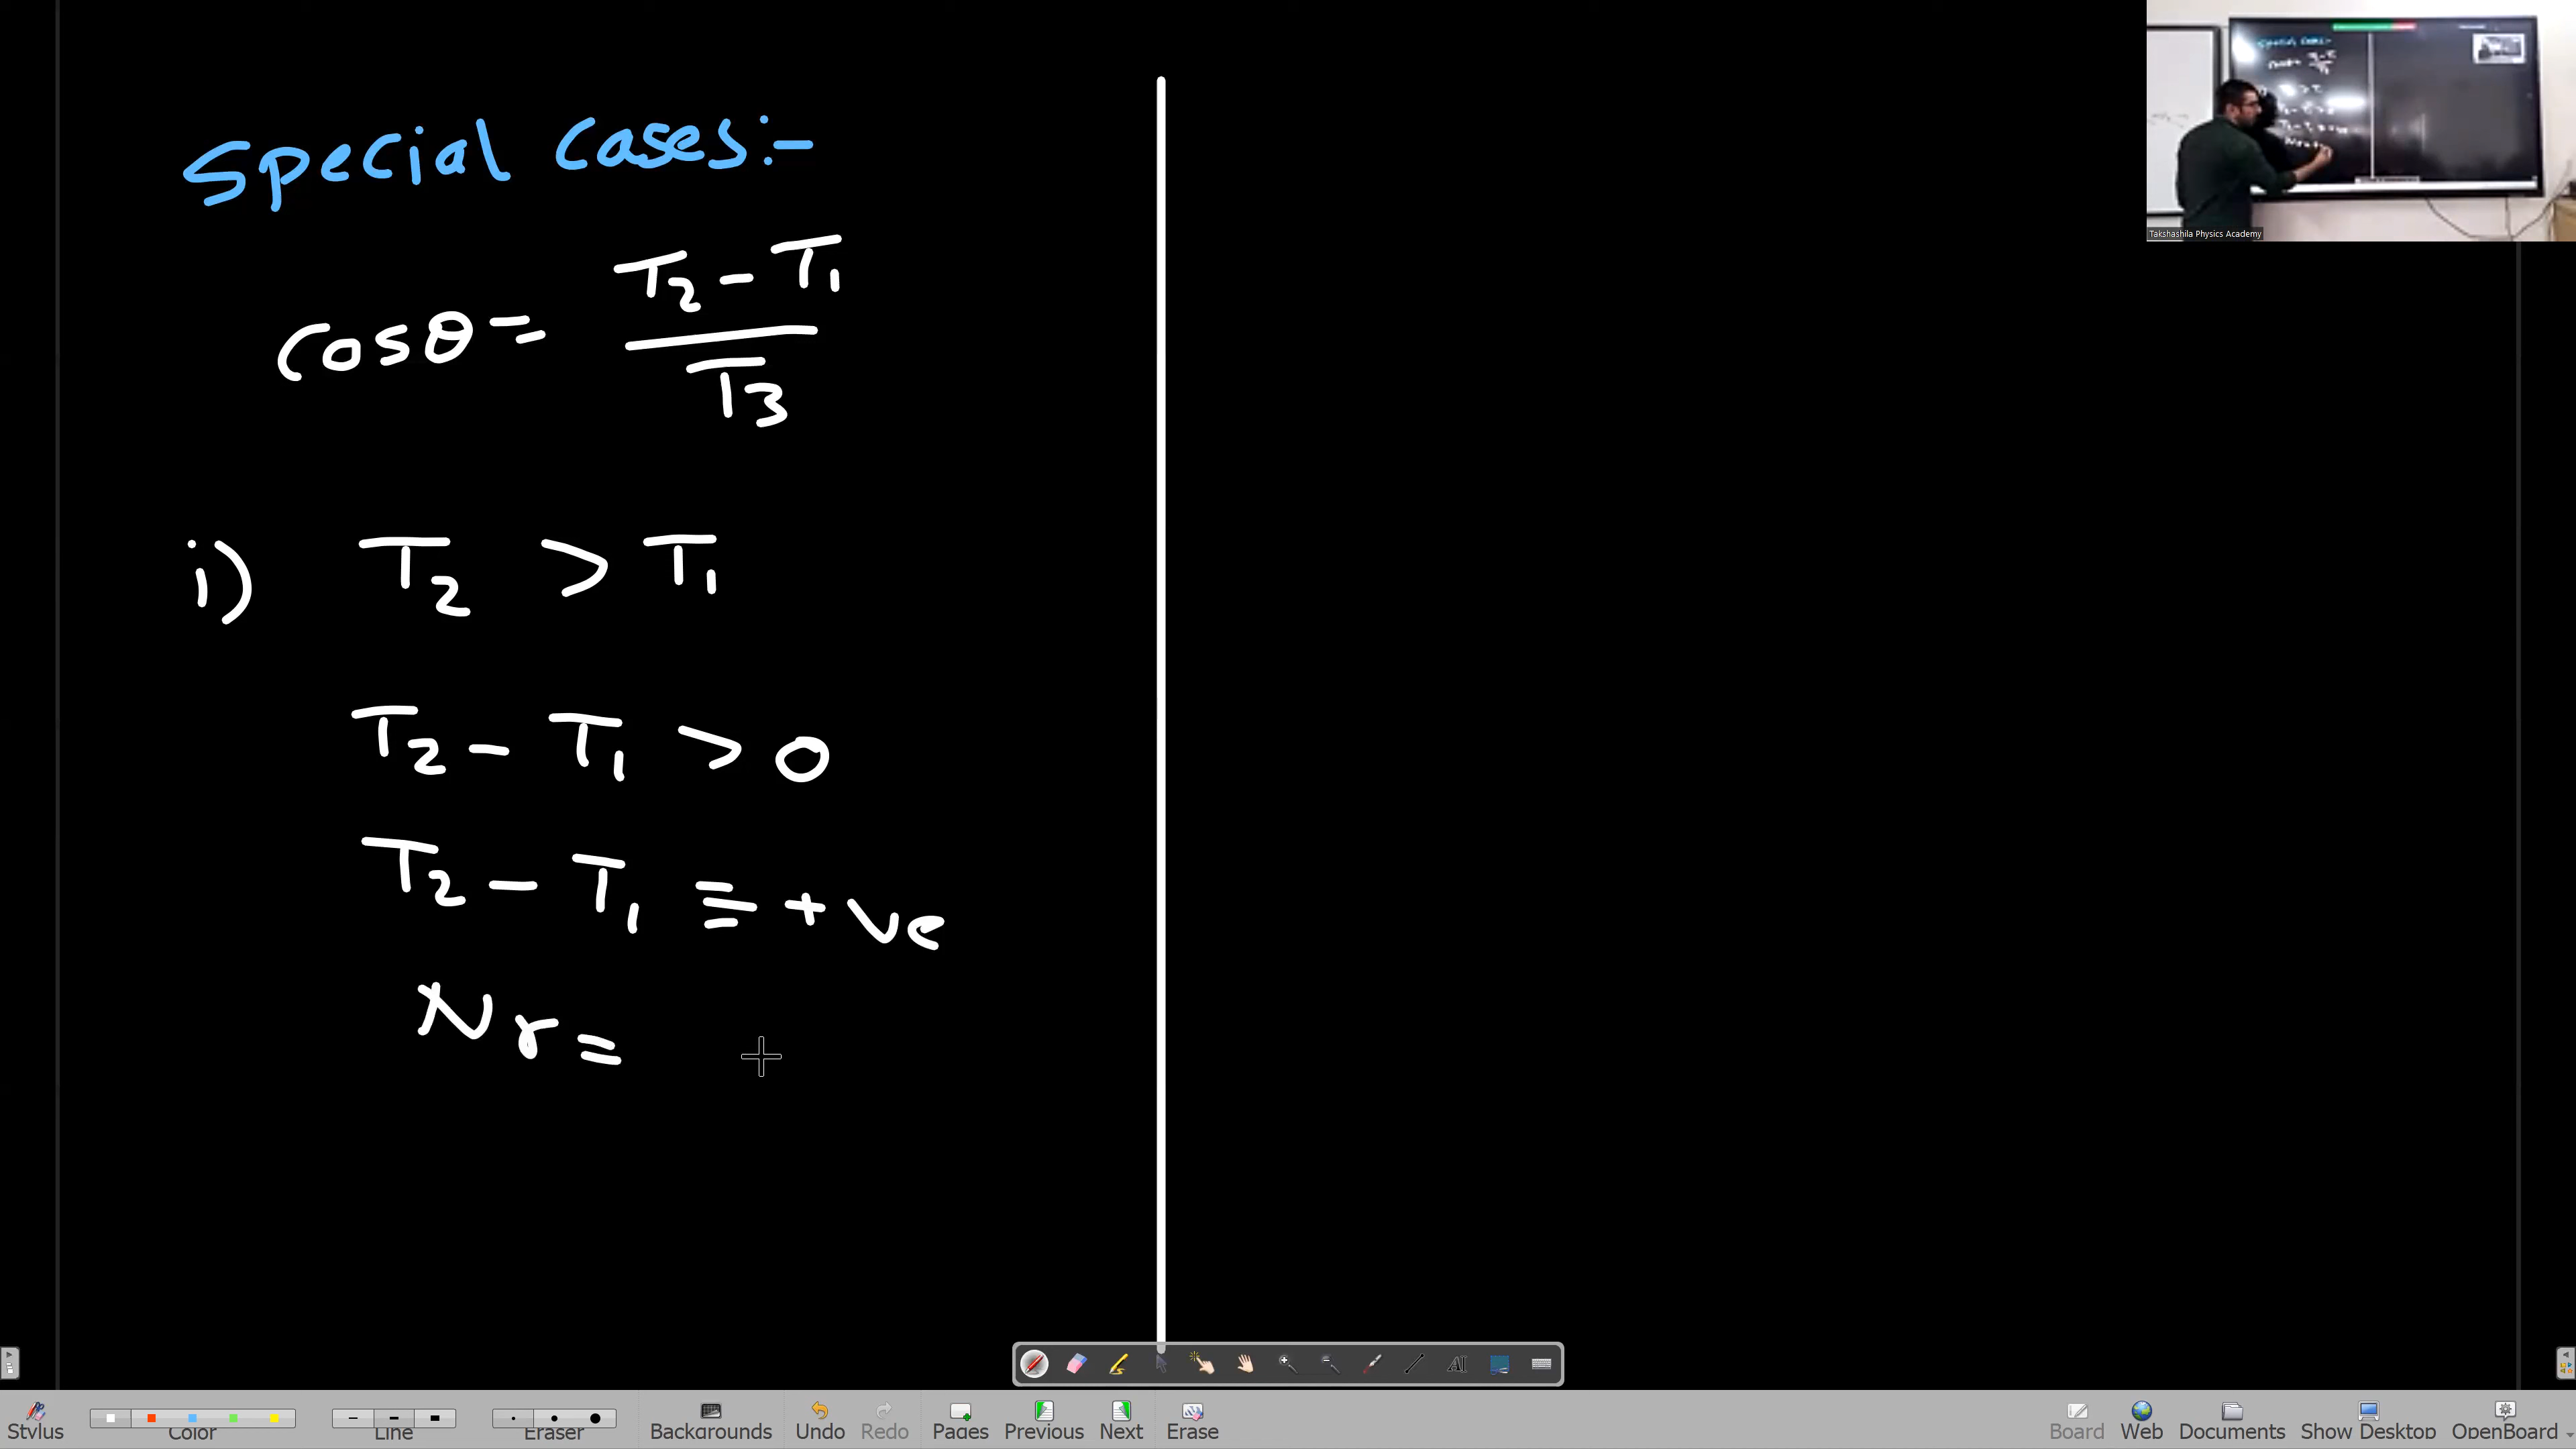 Special Cases:-
cosθ = (T₂ - T₁) / T₃
i) T₂ > T₁
T₂ - T₁ > 0
T₂ - T₁ ≡ +ve
Nr =
Takshashila Physics Academy
Stylus Color Line Eraser Backgrounds Undo Redo Pages Previous Next Erase Board Web Documents Show Desktop OpenBoard